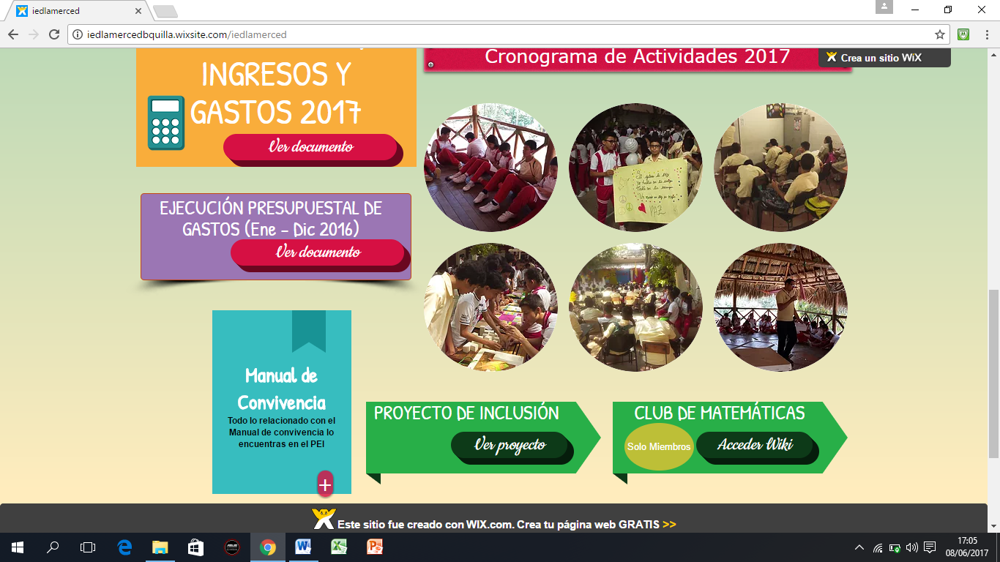 iedlamerced
iedlamercedbquilla.wixsite.com/iedlamerced
INGRESOS Y
GASTOS 2017
Ver documento
Cronograma de Actividades 2017
Crea un sitio WiX
EJECUCIÓN PRESUPUESTAL DE
GASTOS (Ene - Dic 2016)
Ver documento
PAZ
Manual de
Convivencia
Todo lo relacionado con el
Manual de convivencia lo
encuentras en el PEI
+
PROYECTO DE INCLUSIÓN
Ver proyecto
CLUB DE MATEMÁTICAS
Solo Miembros
Acceder Wiki
Este sitio fue creado con WIX.com. Crea tu página web GRATIS >>
17:05
08/06/2017